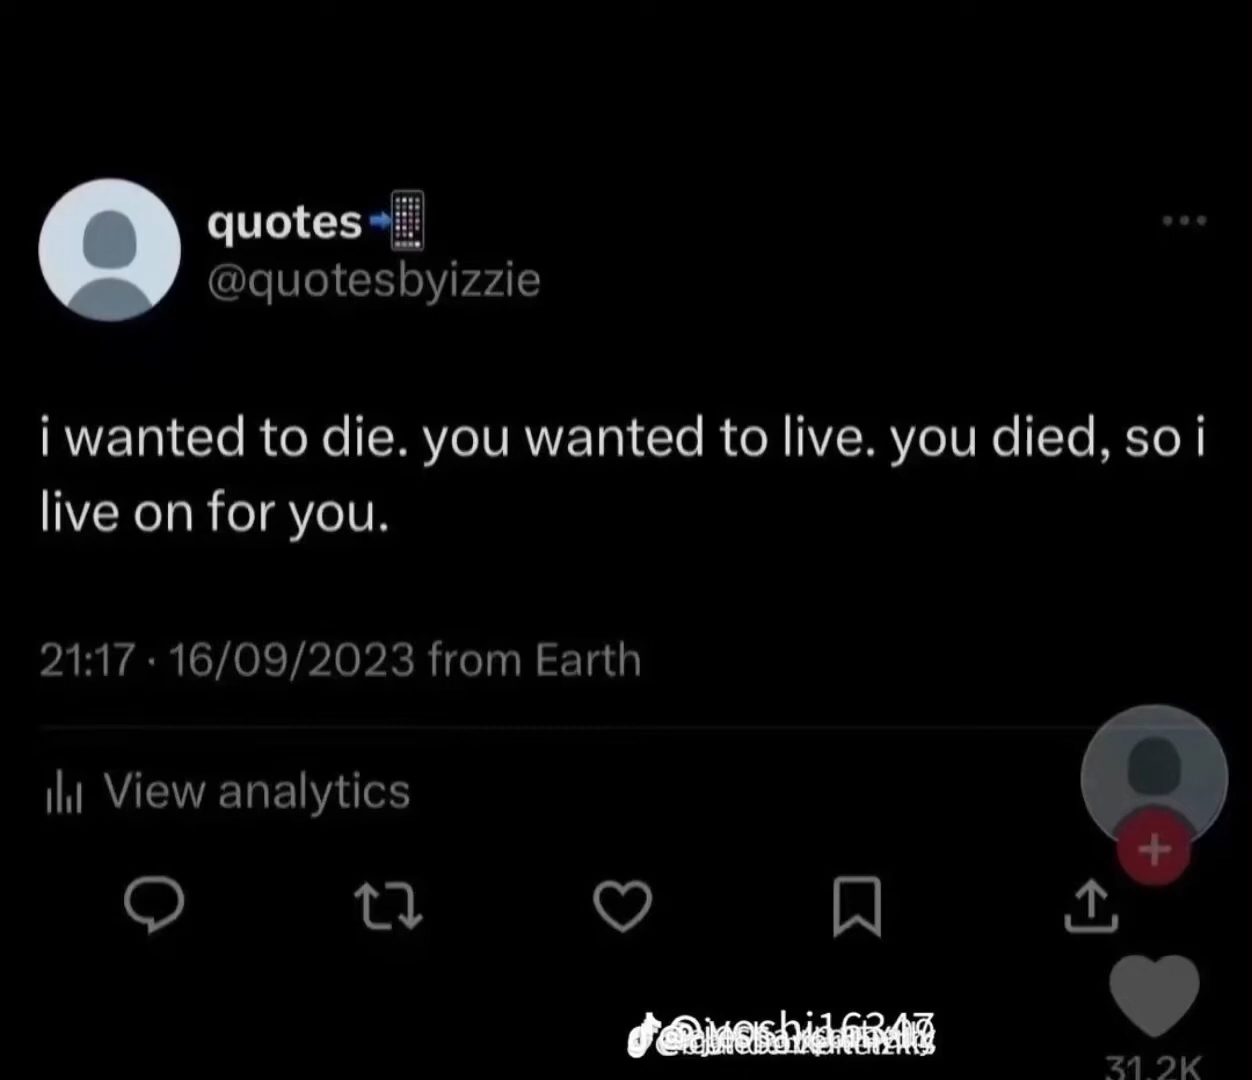 quotes
@quotesbyizzie
i wanted to die. you wanted to live. you died, so i
live on for you.
21:17 · 16/09/2023 from Earth
View analytics
@yoshi16347
31.2K